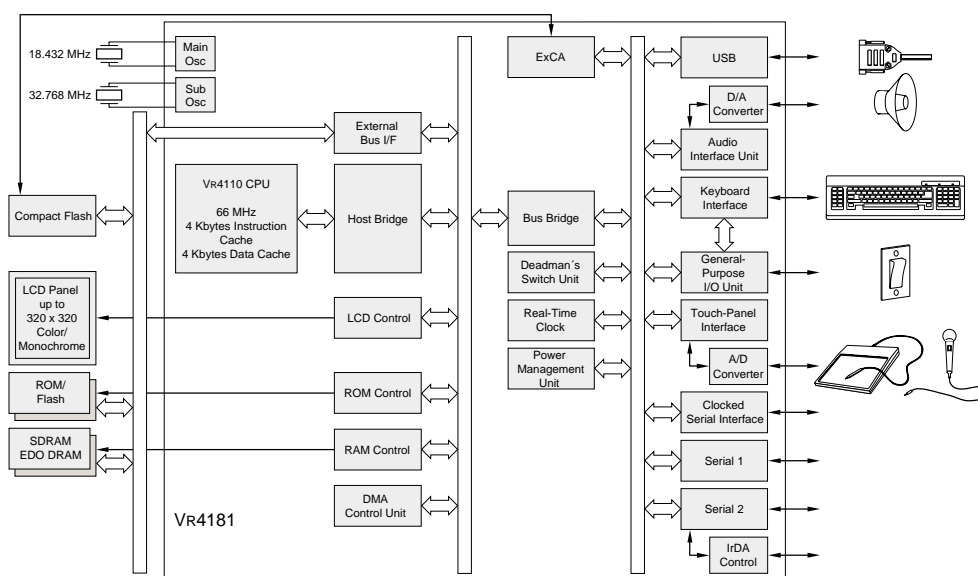 18.432 MHz
Main
Osc
32.768 MHz
Sub
Osc
ExCA
USB
D/A
Converter
External
Bus I/F
Audio
Interface Unit
VR4110 CPU
66 MHz
4 Kbytes Instruction
Cache
4 Kbytes Data Cache
Host Bridge
Compact Flash
Bus Bridge
Keyboard
Interface
Deadman´s
Switch Unit
General-
Purpose
I/O Unit
LCD Panel
up to
320 x 320
Color/
Monochrome
LCD Control
Real-Time
Clock
Touch-Panel
Interface
Power
Management
Unit
A/D
Converter
ROM/
Flash
ROM Control
Clocked
Serial Interface
SDRAM
EDO DRAM
RAM Control
Serial 1
DMA
Control Unit
Serial 2
VR4181
IrDA
Control